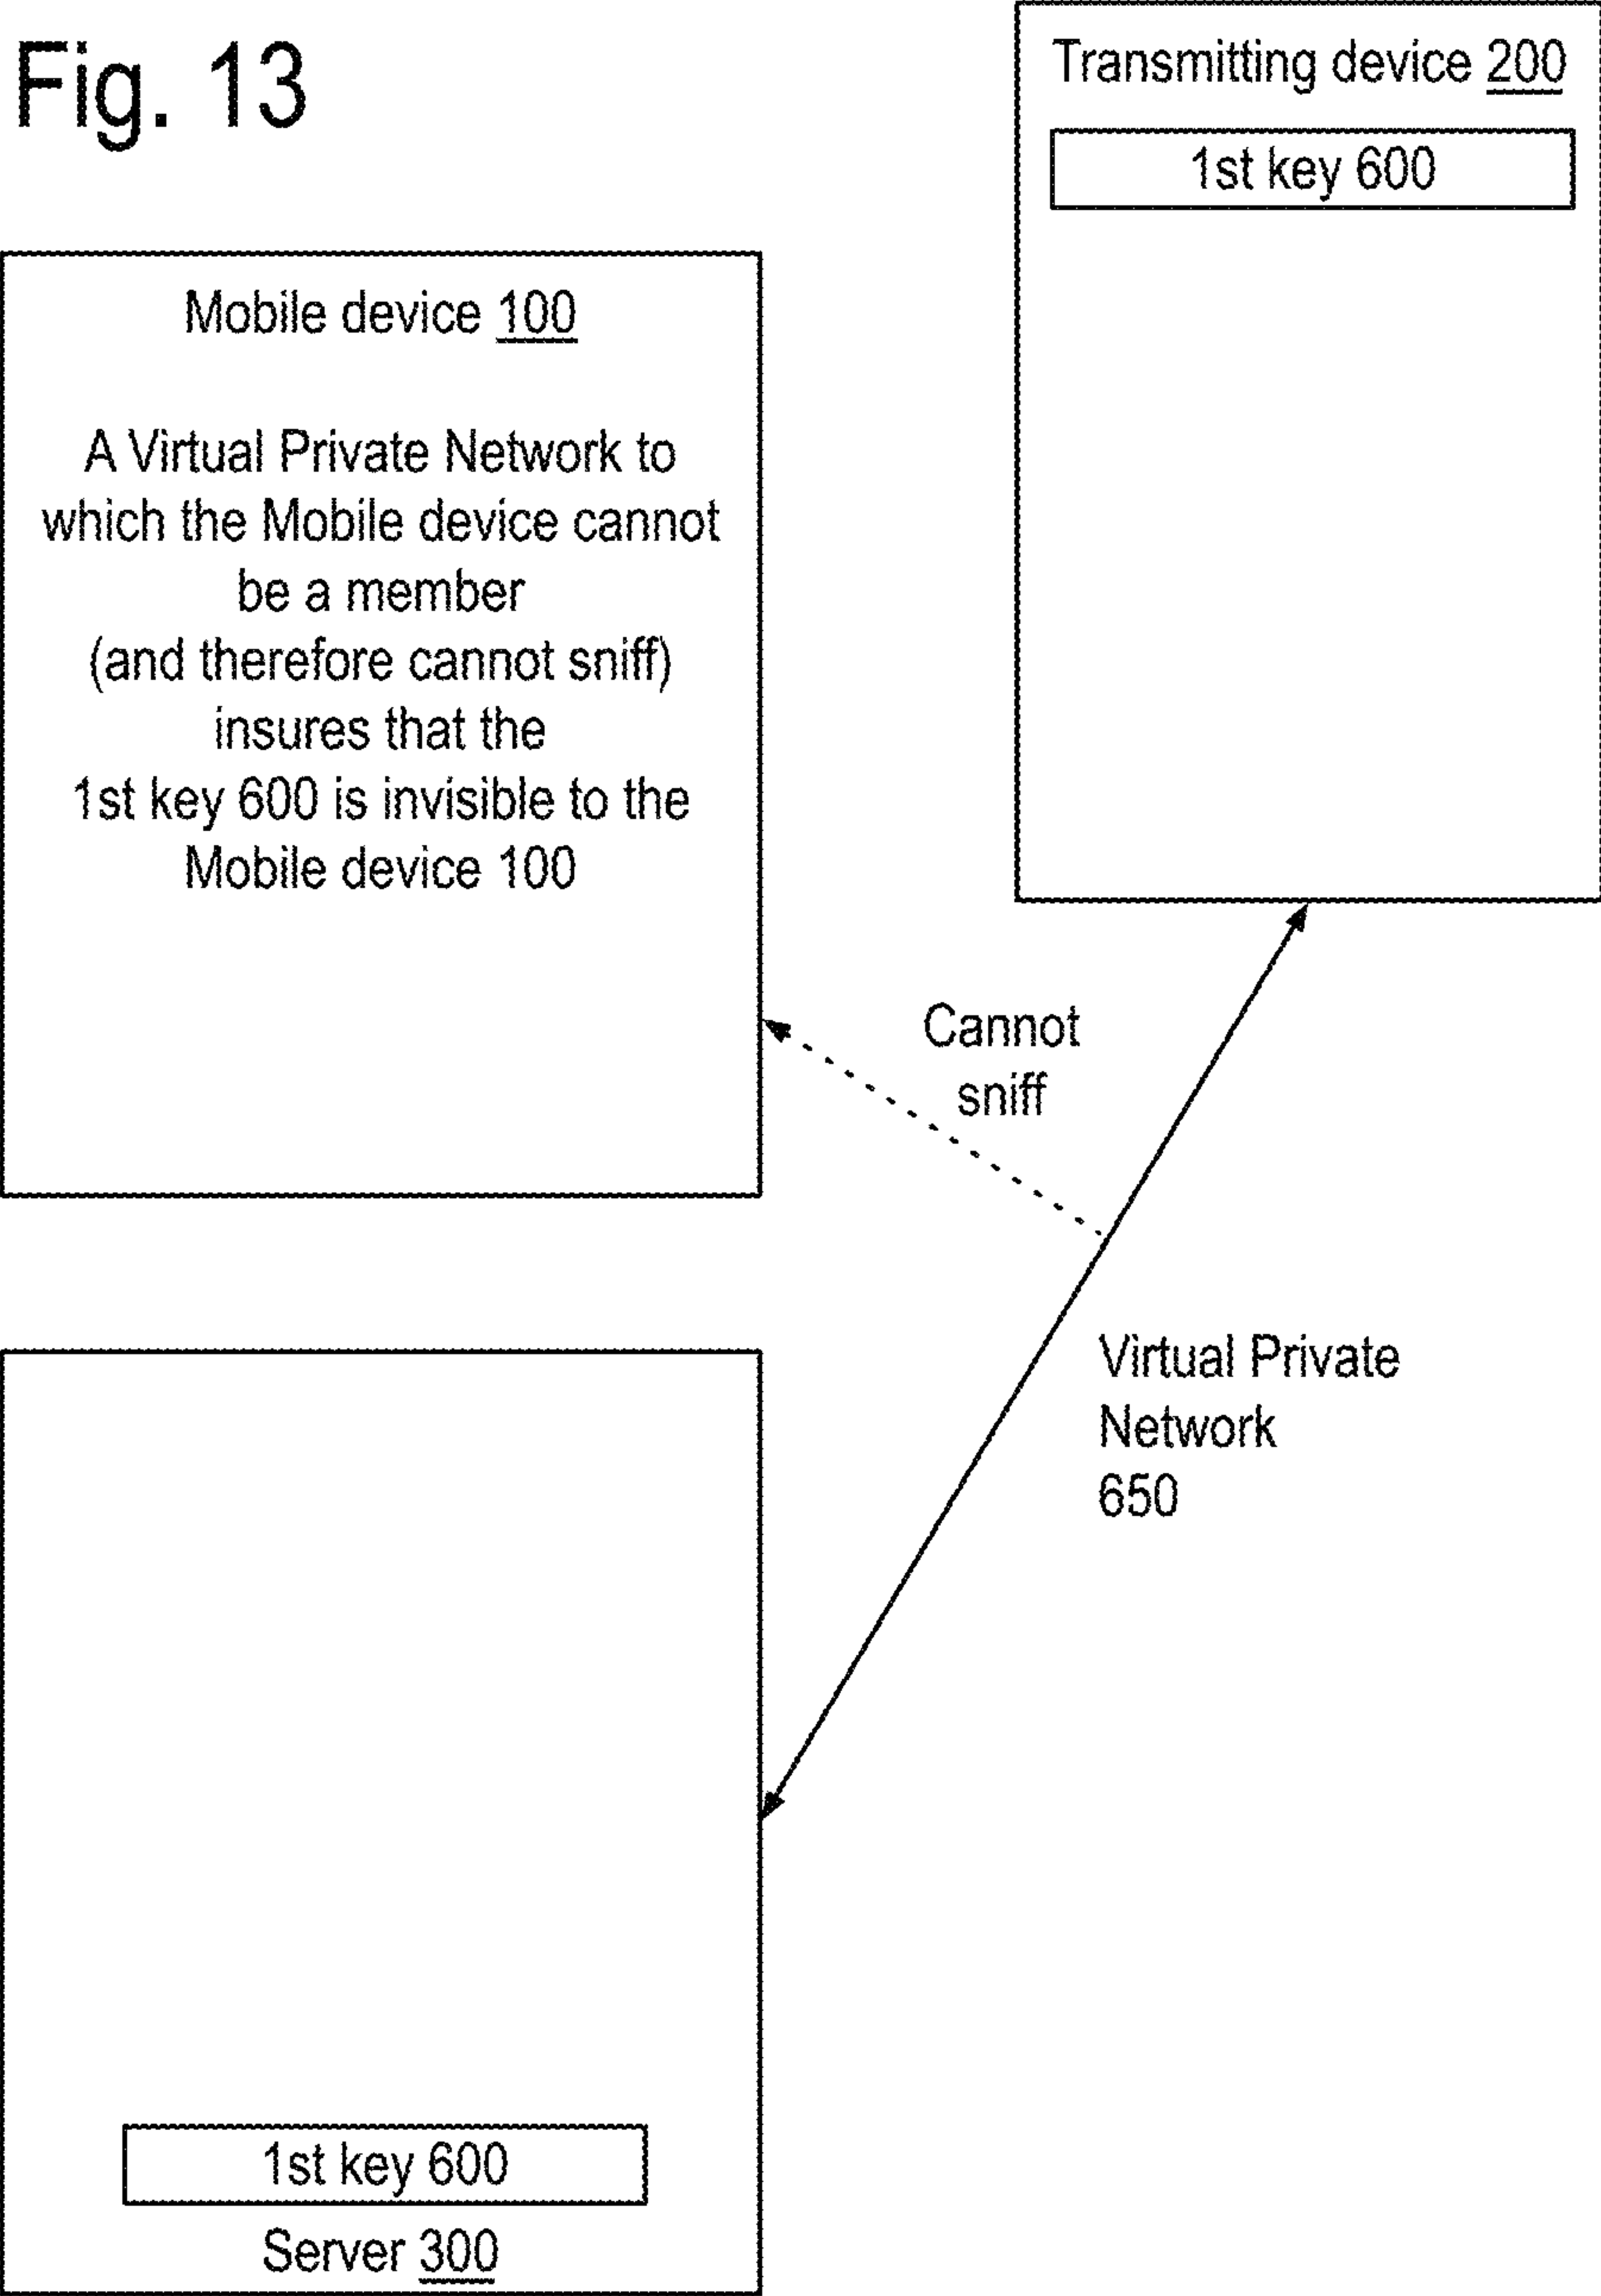 Fig. 13
Transmitting device 200
1st key 600
Mobile device 100
A Virtual Private Network to
which the Mobile device cannot
be a member
(and therefore cannot sniff)
insures that the
1st key 600 is invisible to the
Mobile device 100
Cannot
sniff
Virtual Private
Network
650
1st key 600
Server 300